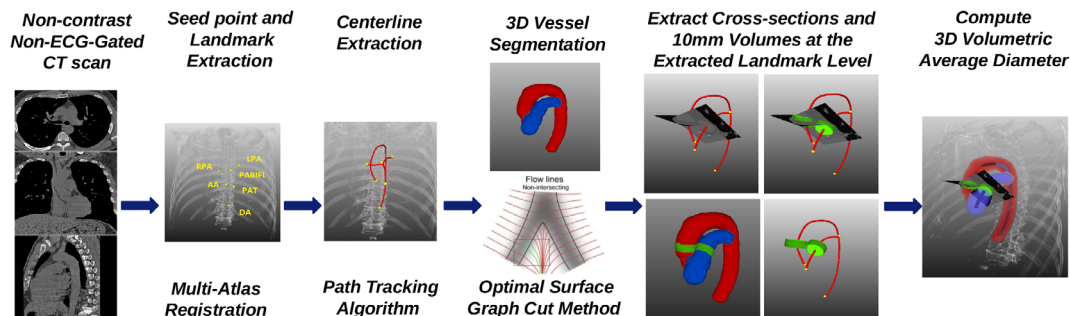 Non-contrast
Non-ECG-Gated
CT scan
Seed point and
Landmark
Extraction
Centerline
Extraction
3D Vessel
Segmentation
Extract Cross-sections and
10mm Volumes at the
Extracted Landmark Level
Compute
3D Volumetric
Average Diameter
LPA
RPA
PABIFI
AA
PAT
DA
Flow lines
Non-intersecting
Multi-Atlas
Registration
Path Tracking
Algorithm
Optimal Surface
Graph Cut Method